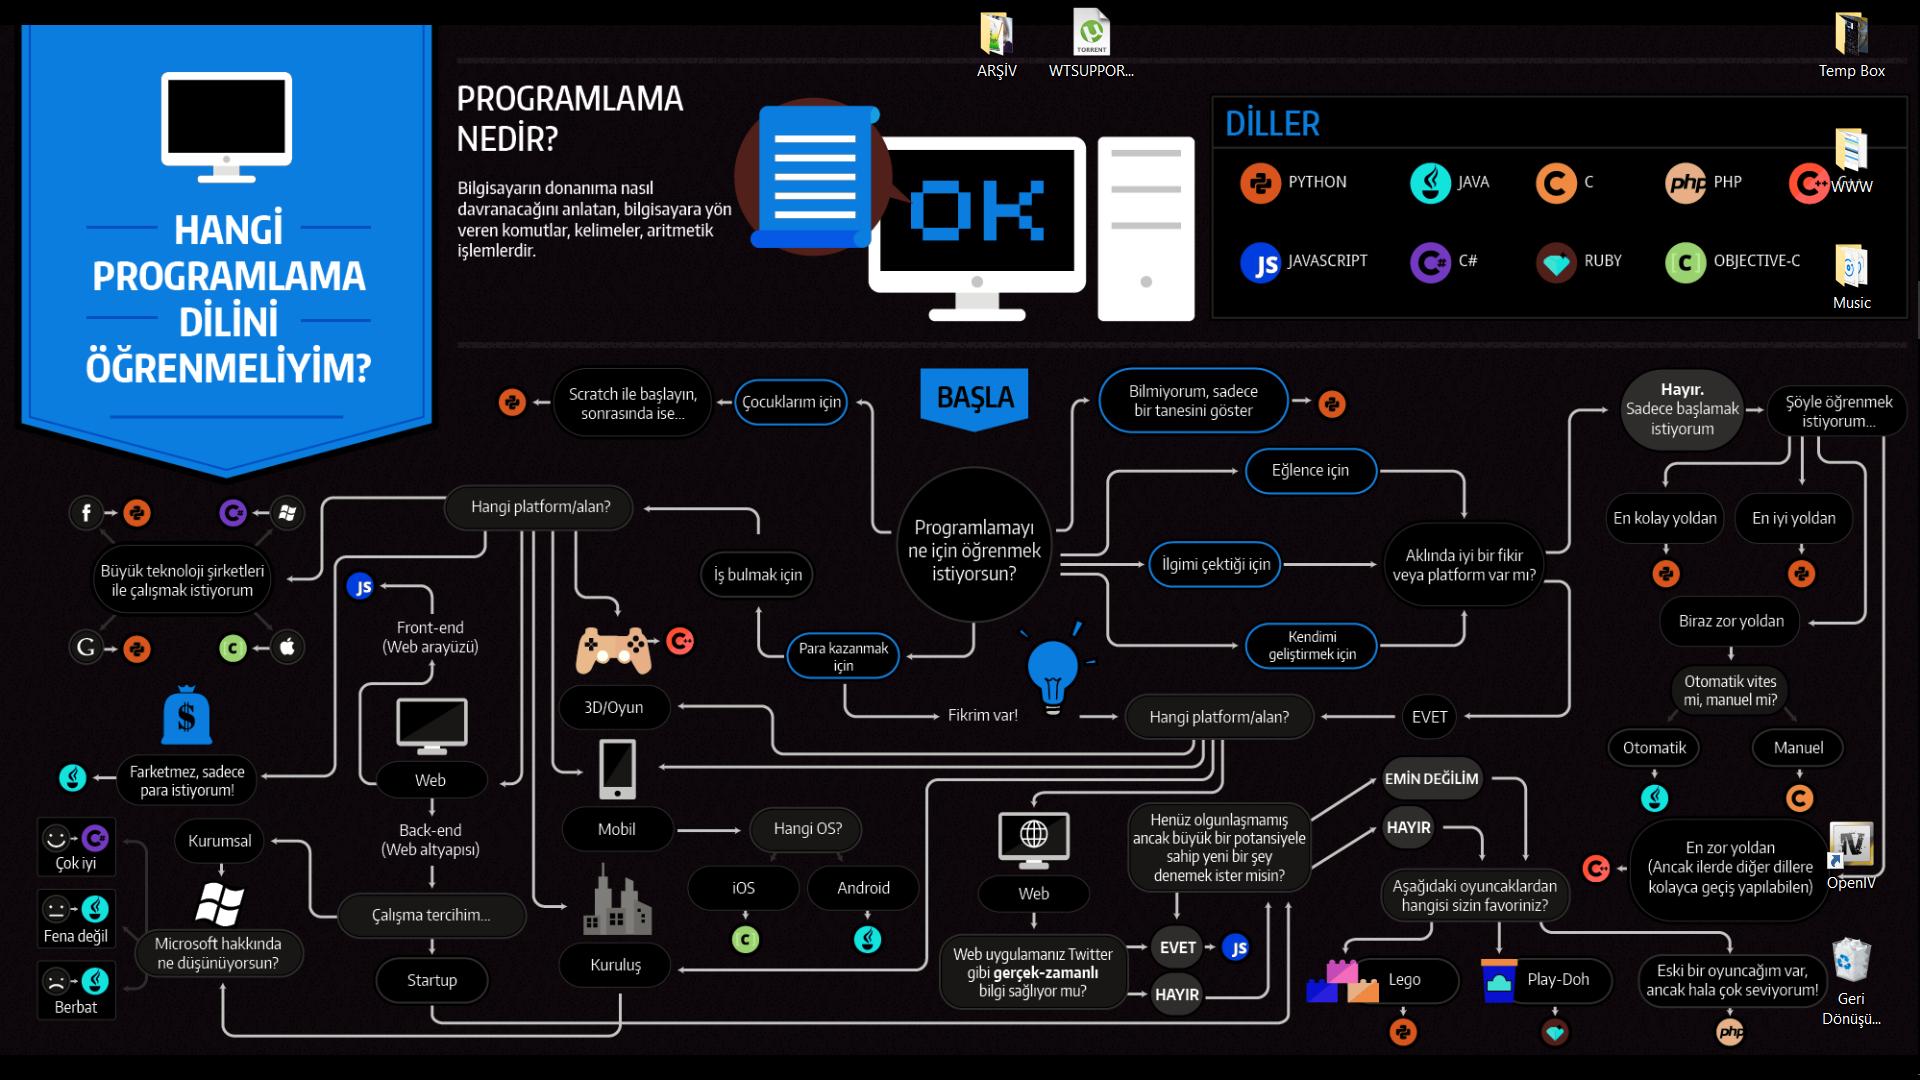 ARŞİV
WTSUPPOR...
Temp Box
TORRENT
HANGİ
PROGRAMLAMA
DİLİNİ
ÖĞRENMELİYİM?
PROGRAMLAMA
NEDİR?
Bilgisayarın donanıma nasıl
davranacağını anlatan, bilgisayara yön
veren komutlar, kelimeler, aritmetik
işlemlerdir.
OK
DİLLER
PYTHON
JAVA
C
PHP
WWW
JAVASCRIPT
C#
RUBY
OBJECTIVE-C
Music
BAŞLA
Scratch ile başlayın,
sonrasında ise...
Çocuklarım için
Bilmiyorum, sadece
bir tanesini göster
Hayır.
Sadece başlamak
istiyorum
Şöyle öğrenmek
istiyorum...
Eğlence için
Hangi platform/alan?
Programlamayı
ne için öğrenmek
istiyorsun?
En kolay yoldan
En iyi yoldan
Büyük teknoloji şirketleri
ile çalışmak istiyorum
İş bulmak için
İlgimi çektiği için
Aklında iyi bir fikir
veya platform var mı?
Front-end
(Web arayüzü)
Para kazanmak
için
Kendimi
geliştirmek için
Biraz zor yoldan
Otomatik vites
mi, manuel mi?
3D/Oyun
Fikrim var!
Hangi platform/alan?
EVET
Otomatik
Manuel
Farketmez, sadece
para istiyorum!
Web
EMİN DEĞİLİM
Mobil
Hangi OS?
Henüz olgunlaşmamış
ancak büyük bir potansiyele
sahip yeni bir şey
denemek ister misin?
HAYIR
Back-end
(Web altyapısı)
Kurumsal
Çok iyi
En zor yoldan
(Ancak ilerde diğer dillere
kolayca geçiş yapılabilen)
OpenIV
iOS
Android
Web
Aşağıdaki oyuncaklardan
hangisi sizin favoriniz?
Çalışma tercihim...
Fena değil
Microsoft hakkında
ne düşünüyorsun?
Kuruluş
Startup
Web uygulamanız Twitter
gibi gerçek-zamanlı
bilgi sağlıyor mu?
EVET
HAYIR
Lego
Play-Doh
Eski bir oyuncağım var,
ancak hala çok seviyorum!
Berbat
Geri
Dönüşü...